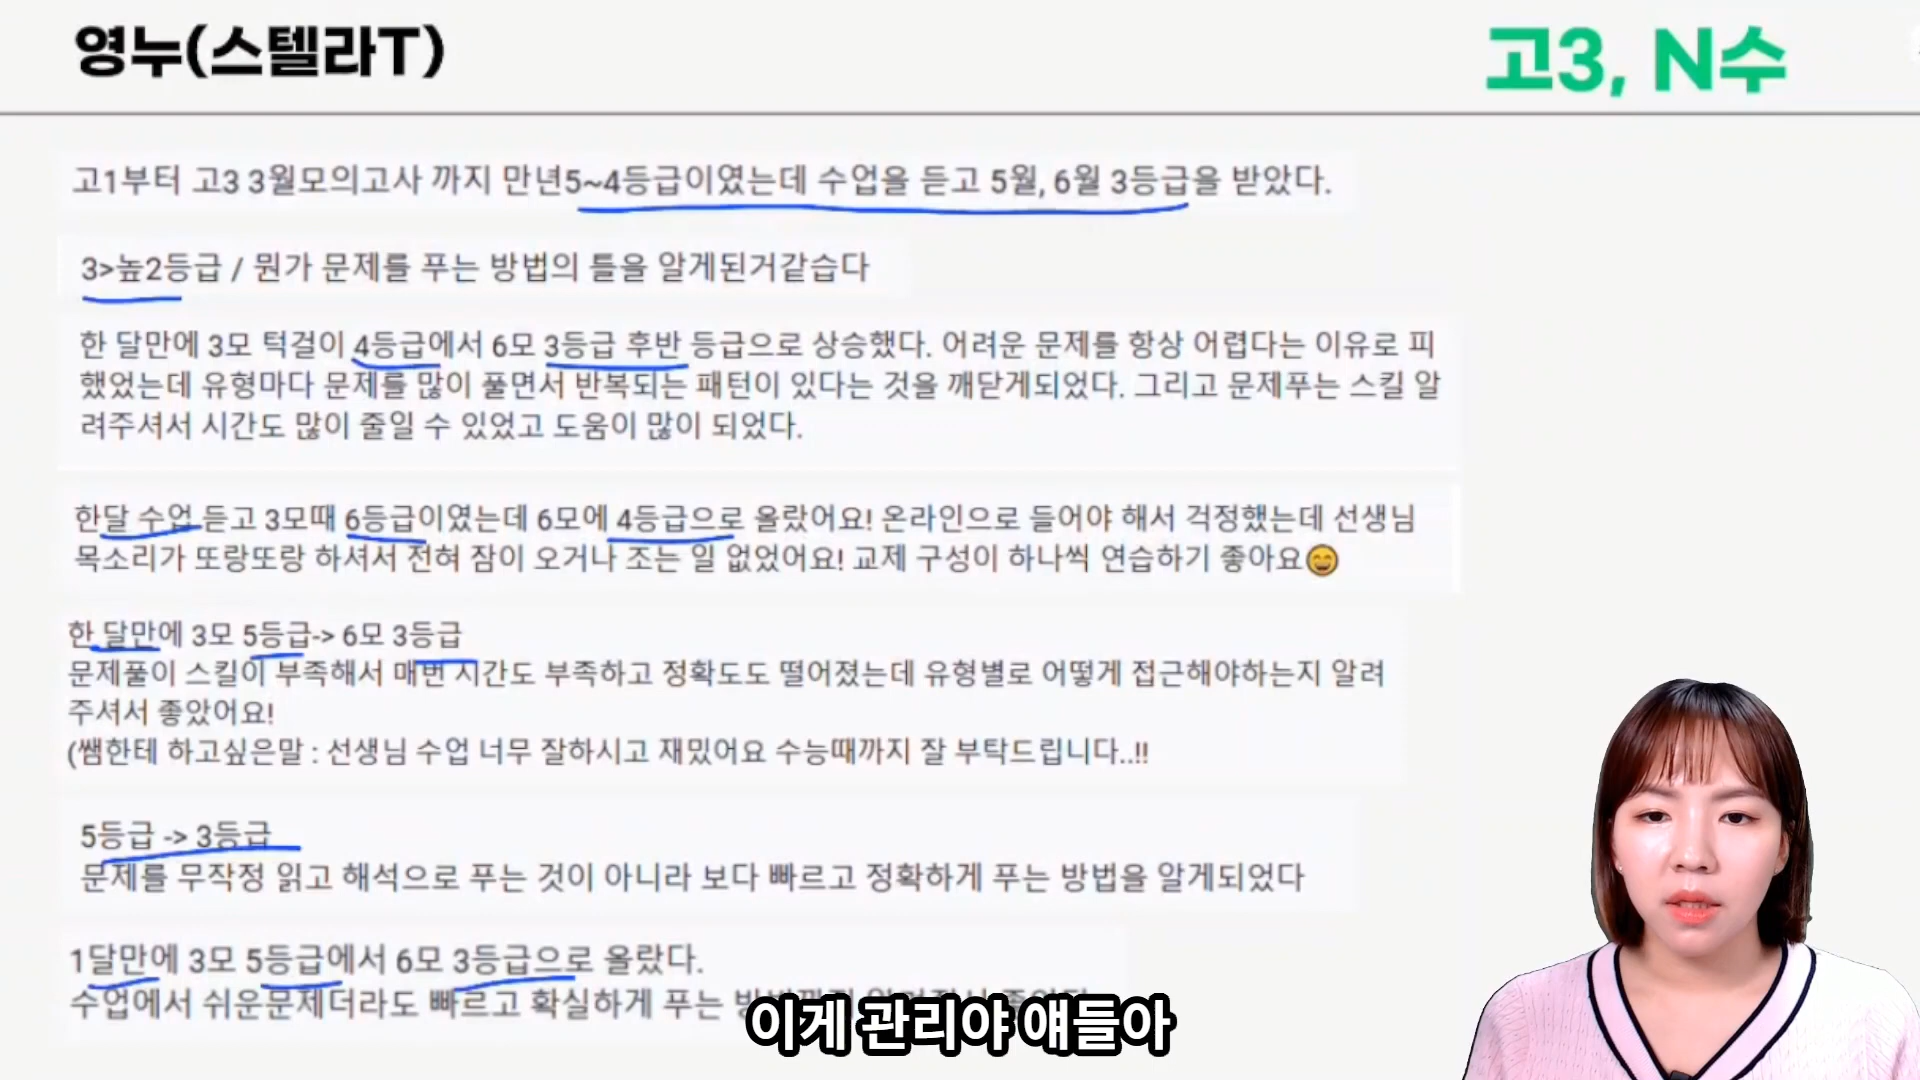 영누(스텔라T)
고3, N수
고1부터 고3 3월모의고사 까지 만년5~4등급이였는데 수업을 듣고 5월, 6월 3등급을 받았다.
3>높2등급 / 뭔가 문제를 푸는 방법의 틀을 알게된거같습다
한 달만에 3모 턱걸이 4등급에서 6모 3등급 후반 등급으로 상승했다. 어려운 문제를 항상 어렵다는 이유로 피
했었는데 유형마다 문제를 많이 풀면서 반복되는 패턴이 있다는 것을 깨닫게되었다. 그리고 문제푸는 스킬 알
려주셔서 시간도 많이 줄일 수 있었고 도움이 많이 되었다.
한달 수업 듣고 3모때 6등급이였는데 6모에 4등급으로 올랐어요! 온라인으로 들어야 해서 걱정했는데 선생님
목소리가 또랑또랑 하셔서 전혀 잠이 오거나 조는 일 없었어요! 교제 구성이 하나씩 연습하기 좋아요😄
한 달만에 3모 5등급-> 6모 3등급
문제풀이 스킬이 부족해서 매번 시간도 부족하고 정확도도 떨어졌는데 유형별로 어떻게 접근해야하는지 알려
주셔서 좋았어요!
(쌤한테 하고싶은말 : 선생님 수업 너무 잘하시고 재밌어요 수능때까지 잘 부탁드립니다..!!
5등급 -> 3등급
문제를 무작정 읽고 해석으로 푸는 것이 아니라 보다 빠르고 정확하게 푸는 방법을 알게되었다
1달만에 3모 5등급에서 6모 3등급으로 올랐다.
수업에서 쉬운문제더라도 빠르고 확실하게 푸는
이게 관리야 얘들아